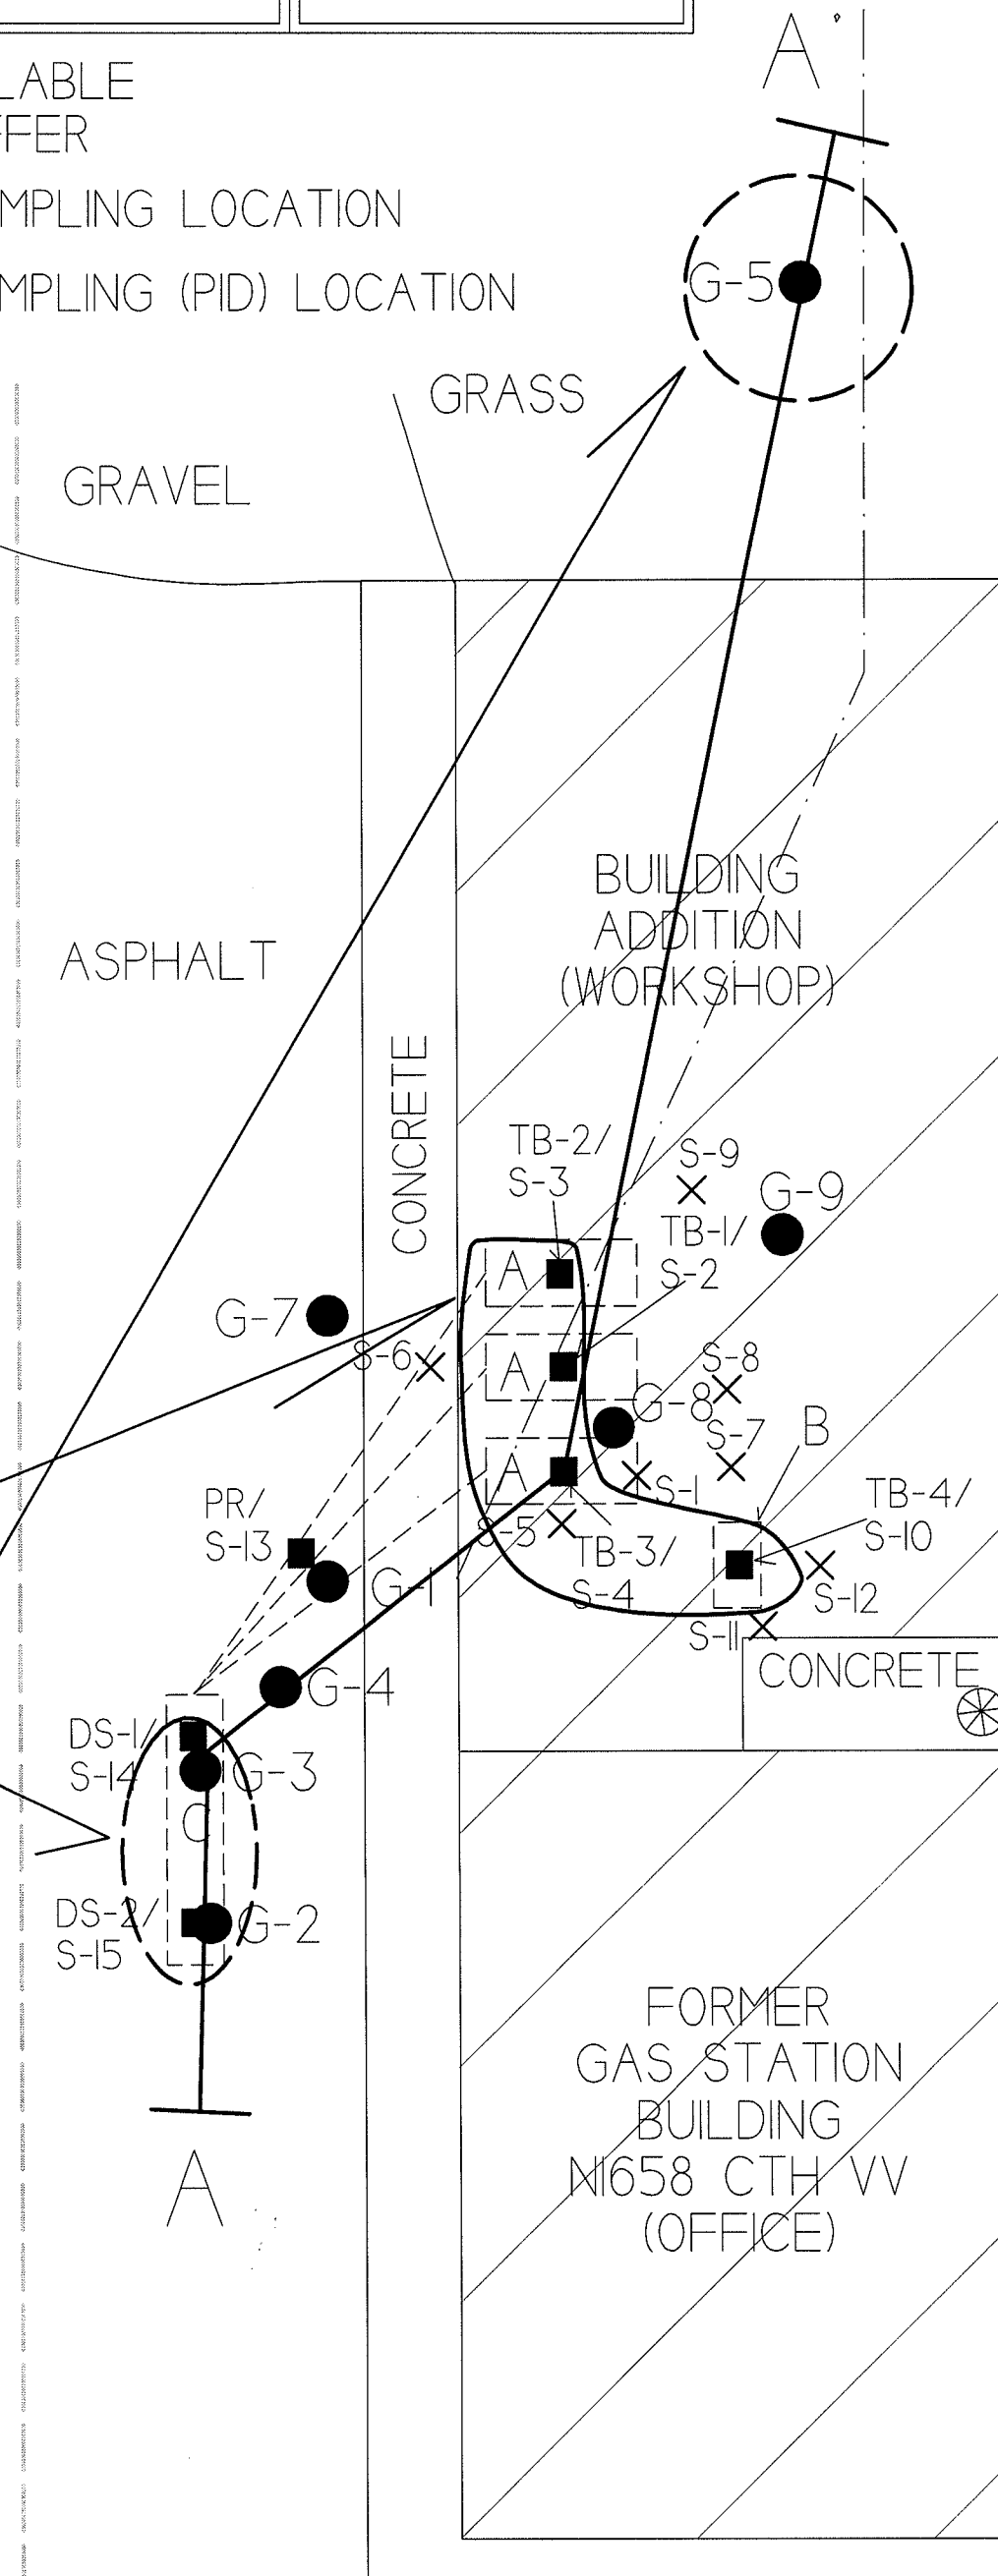 A'
LABLE
FFER
MPLING LOCATION
MPLING (PID) LOCATION
G-5
GRASS
GRAVEL
BUILDING
ADDITION
(WORKSHOP)
ASPHALT
CONCRETE
TB-2/
S-3
S-9
G-9
TB-1/
S-2
A
G-7
S-6
A
S-8
G-8
S-7
B
A
S-1
TB-4/
S-10
PR/
S-13
S-5
TB-3/
S-4
G-1
S-12
S-11
CONCRETE
G-4
DS-1/
S-14
G-3
C
DS-2/
S-15
G-2
FORMER
GAS STATION
BUILDING
N1658 CTH VV
(OFFICE)
A